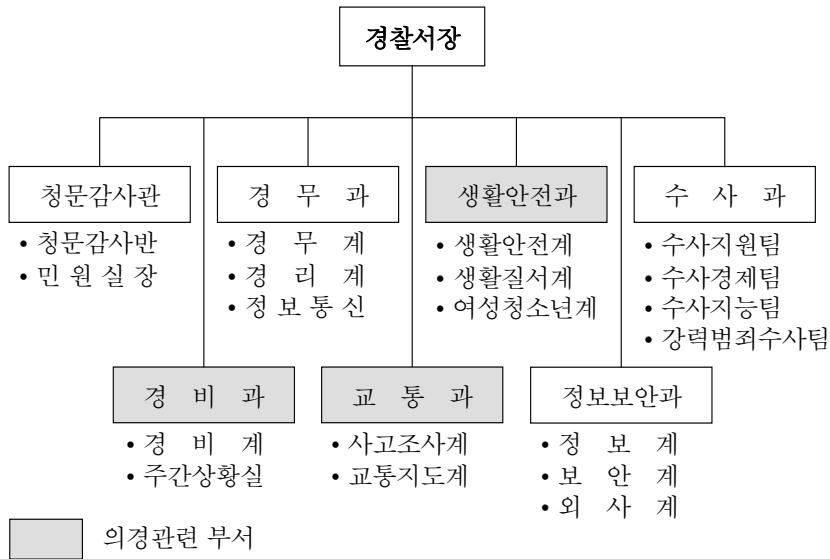 경찰서장
청문감사관
• 청문감사반
• 민 원 실 장
경 무 과
• 경 무 계
• 경 리 계
• 정 보 통 신
생활안전과
• 생활안전계
• 생활질서계
• 여성청소년계
수 사 과
• 수사지원팀
• 수사경제팀
• 수사지능팀
• 강력범죄수사팀
경 비 과
• 경 비 계
• 주간상황실
교 통 과
• 사고조사계
• 교통지도계
정보보안과
• 정 보 계
• 보 안 계
• 외 사 계
의경관련 부서